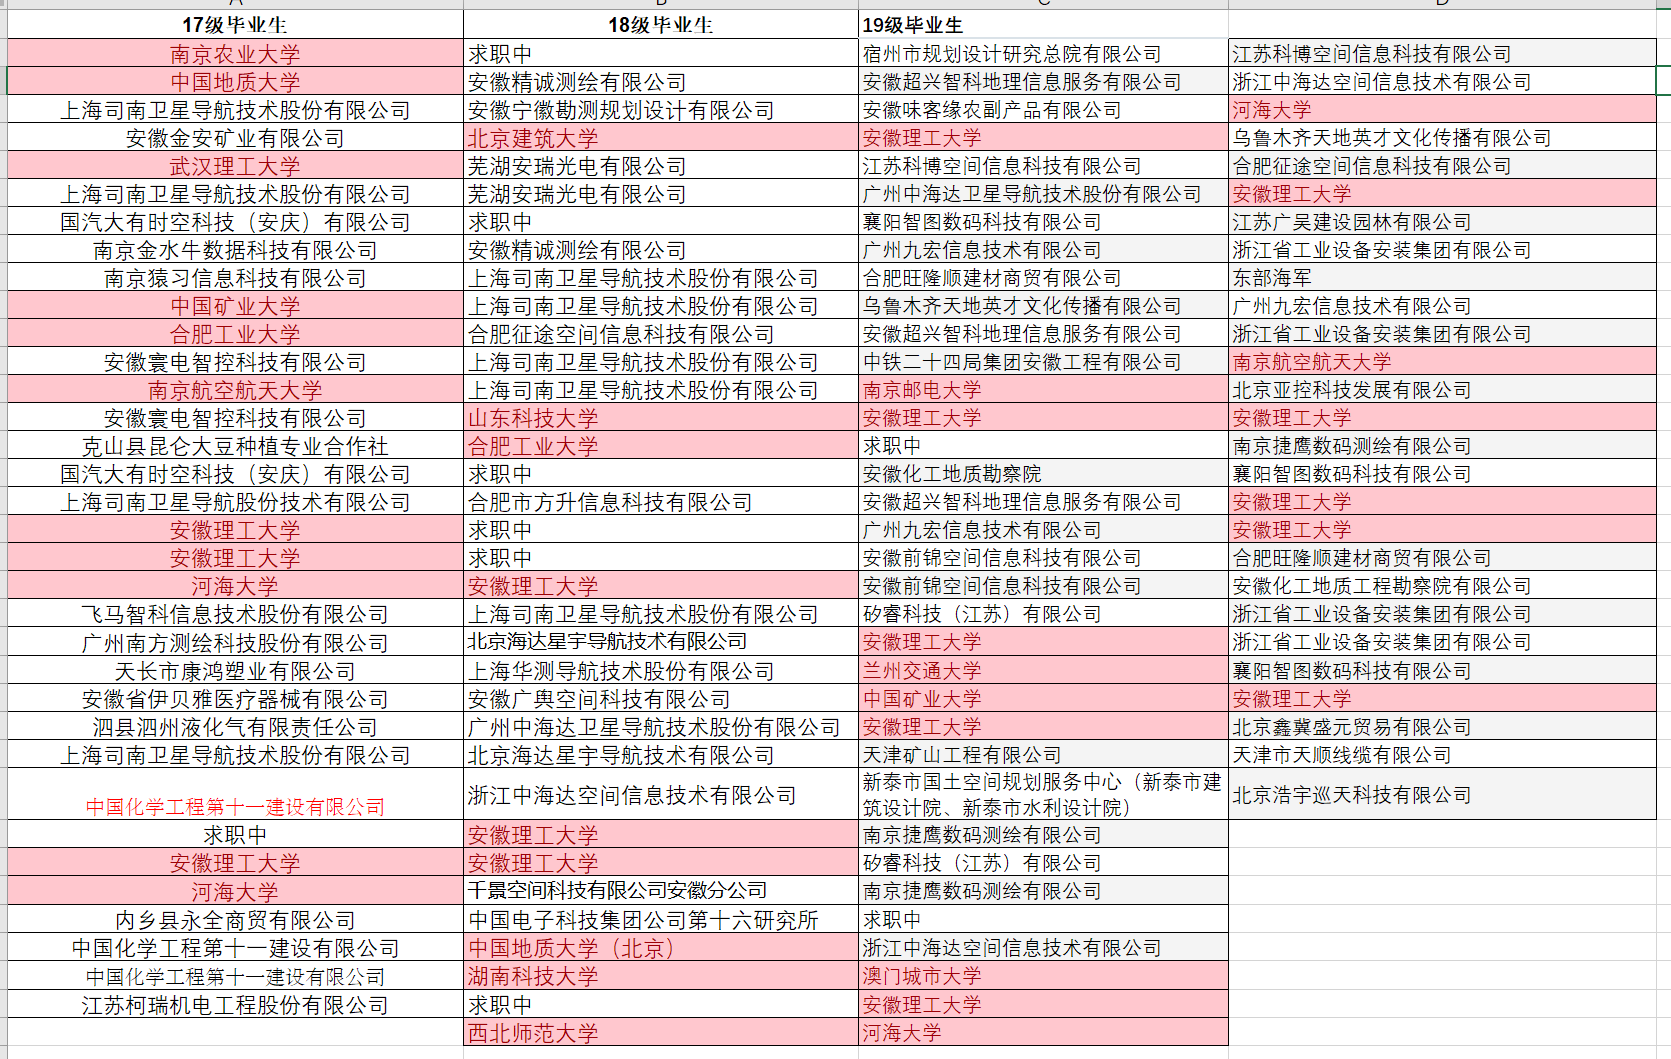 17级毕业生	18级毕业生	19级毕业生
南京农业大学	求职中	宿州市规划设计研究总院有限公司	江苏科博空间信息科技有限公司
中国地质大学	安徽精诚测绘有限公司	安徽超兴智科地理信息服务有限公司	浙江中海达空间信息技术有限公司
上海司南卫星导航技术股份有限公司	安徽宁徽勘测规划设计有限公司	安徽味客缘农副产品有限公司	河海大学
安徽金安矿业有限公司	北京建筑大学	安徽理工大学	乌鲁木齐天地英才文化传播有限公司
武汉理工大学	芜湖安瑞光电有限公司	江苏科博空间信息科技有限公司	合肥征途空间信息科技有限公司
上海司南卫星导航技术股份有限公司	芜湖安瑞光电有限公司	广州中海达卫星导航技术股份有限公司	安徽理工大学
国汽大有时空科技（安庆）有限公司	求职中	襄阳智图数码科技有限公司	江苏广吴建设园林有限公司
南京金水牛数据科技有限公司	安徽精诚测绘有限公司	广州九宏信息技术有限公司	浙江省工业设备安装集团有限公司
南京猿习信息科技有限公司	上海司南卫星导航技术股份有限公司	合肥旺隆顺建材商贸有限公司	东部海军
中国矿业大学	上海司南卫星导航技术股份有限公司	乌鲁木齐天地英才文化传播有限公司	广州九宏信息技术有限公司
合肥工业大学	合肥征途空间信息科技有限公司	安徽超兴智科地理信息服务有限公司	浙江省工业设备安装集团有限公司
安徽寰电智控科技有限公司	上海司南卫星导航技术股份有限公司	中铁二十四局集团安徽工程有限公司	南京航空航天大学
南京航空航天大学	上海司南卫星导航技术股份有限公司	南京邮电大学	北京亚控科技发展有限公司
安徽寰电智控科技有限公司	山东科技大学	安徽理工大学	安徽理工大学
克山县昆仑大豆种植专业合作社	合肥工业大学	求职中	南京捷鹰数码测绘有限公司
国汽大有时空科技（安庆）有限公司	求职中	安徽化工地质勘察院	襄阳智图数码科技有限公司
上海司南卫星导航股份技术有限公司	合肥市方升信息科技有限公司	安徽超兴智科地理信息服务有限公司	安徽理工大学
安徽理工大学	求职中	广州九宏信息技术有限公司	安徽理工大学
安徽理工大学	求职中	安徽前锦空间信息科技有限公司	合肥旺隆顺建材商贸有限公司
河海大学	安徽理工大学	安徽前锦空间信息科技有限公司	安徽化工地质工程勘察院有限公司
飞马智科信息技术股份有限公司	上海司南卫星导航技术股份有限公司	矽睿科技（江苏）有限公司	浙江省工业设备安装集团有限公司
广州南方测绘科技股份有限公司	北京海达星宇导航技术有限公司	安徽理工大学	浙江省工业设备安装集团有限公司
天长市康鸿塑业有限公司	上海华测导航技术股份有限公司	兰州交通大学	襄阳智图数码科技有限公司
安徽省伊贝雅医疗器械有限公司	安徽广舆空间科技有限公司	中国矿业大学	安徽理工大学
泗县泗州液化气有限责任公司	广州中海达卫星导航技术股份有限公司	安徽理工大学	北京鑫冀盛元贸易有限公司
上海司南卫星导航技术股份有限公司	北京海达星宇导航技术有限公司	天津矿山工程有限公司	天津市天顺线缆有限公司
中国化学工程第十一建设有限公司	浙江中海达空间信息技术有限公司	新泰市国土空间规划服务中心（新泰市建
筑设计院、新泰市水利设计院）	北京浩宇巡天科技有限公司
求职中	安徽理工大学	南京捷鹰数码测绘有限公司
安徽理工大学	安徽理工大学	矽睿科技（江苏）有限公司
河海大学	千景空间科技有限公司安徽分公司	南京捷鹰数码测绘有限公司
内乡县永全商贸有限公司	中国电子科技集团公司第十六研究所	求职中
中国化学工程第十一建设有限公司	中国地质大学（北京）	浙江中海达空间信息技术有限公司
中国化学工程第十一建设有限公司	湖南科技大学	澳门城市大学
江苏柯瑞机电工程股份有限公司	求职中	安徽理工大学
西北师范大学	河海大学